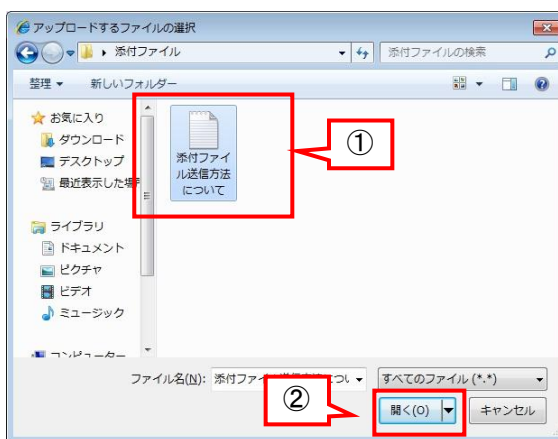 アップロードするファイルの選択
添付ファイル
添付ファイルの検索
整理
新しいフォルダー
お気に入り
ダウンロード
デスクトップ
最近表示した場
ライブラリ
ドキュメント
ピクチャ
ビデオ
ミュージック
コンピューター
添付ファイ
ル送信方法
について
①
ファイル名(N):
添付ファ
すべてのファイル (*.*)
②
開く(O)
キャンセル